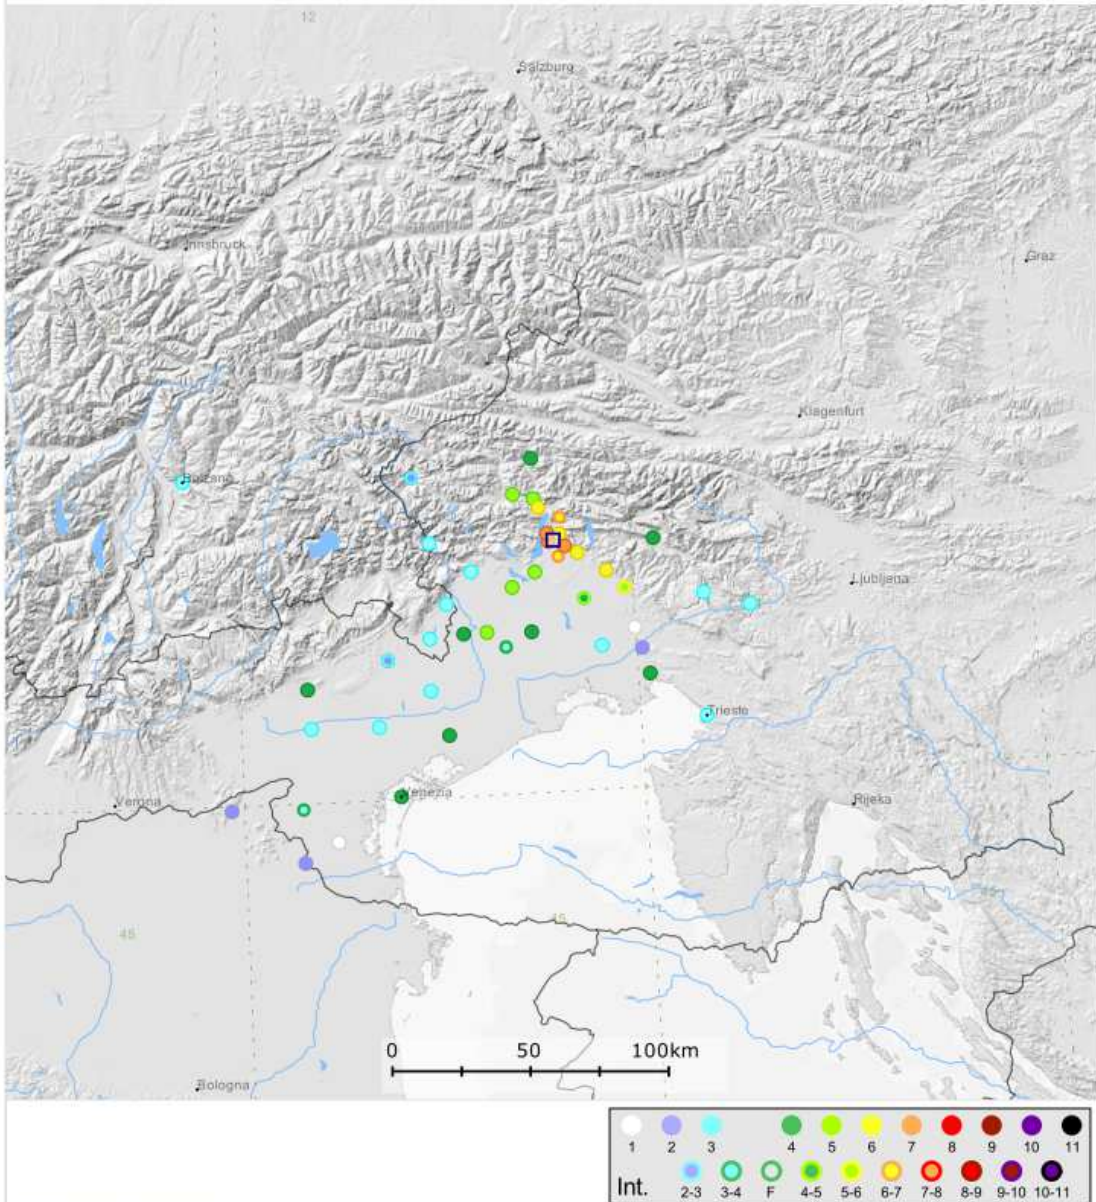 12
Salzburg
Innsbruck
Graz
Klagenfurt
Bolzano
Ljubljana
Trieste
Venezia
Verona
Rijeka
45
45
Bologna
0 50 100km
1 2 3 4 5 6 7 8 9 10 11
Int. 2-3 3-4 F 4-5 5-6 6-7 7-8 8-9 9-10 10-11